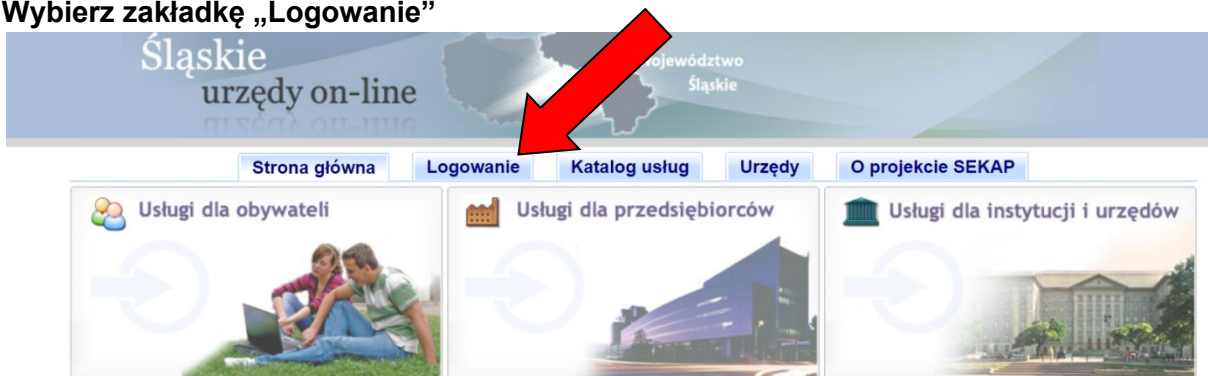 Wybierz zakładkę „Logowanie”
Śląskie
urzędy on-line
Śląskie
Strona główna Logowanie Katalog usług Urzędy O projekcie SEKAP
Usługi dla obywateli Usługi dla przedsiębiorców Usługi dla instytucji i urzędów